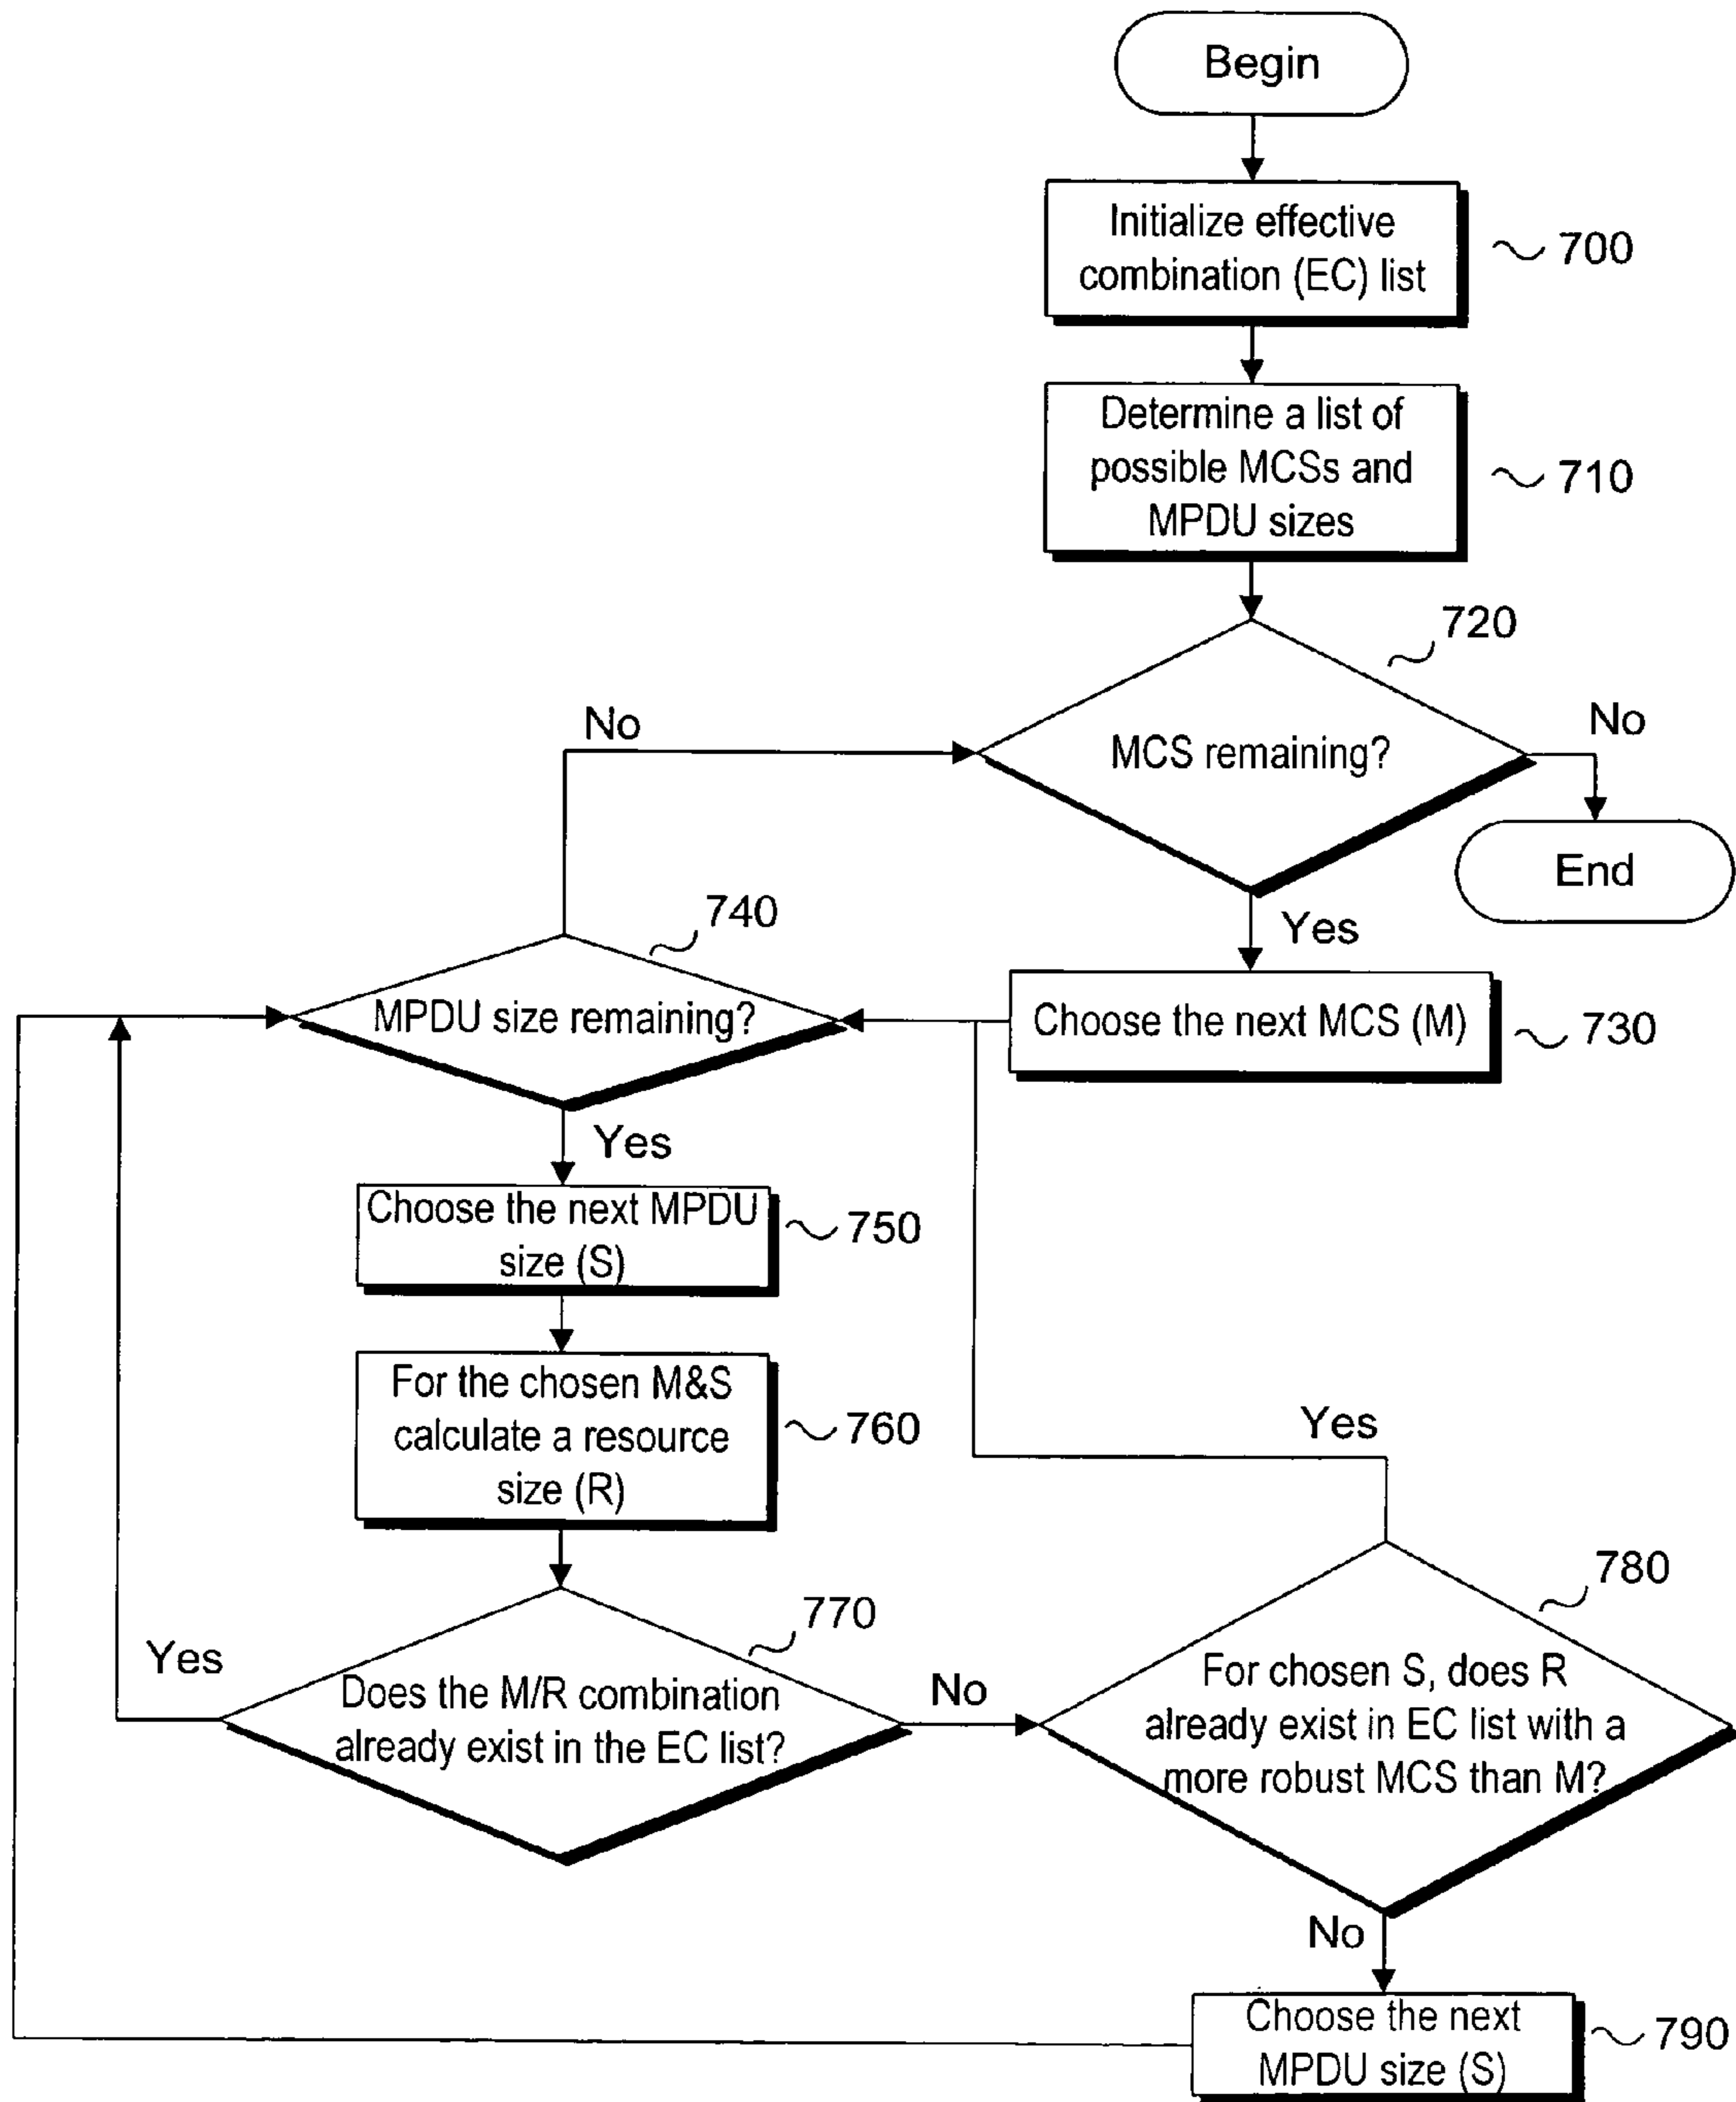 Begin
Initialize effective
combination (EC) list
700
Determine a list of
possible MCSs and
MPDU sizes
710
720
MCS remaining?
No
No
End
Yes
740
MPDU size remaining?
Choose the next MCS (M)
730
Yes
Choose the next MPDU
size (S)
750
For the chosen M&S
calculate a resource
size (R)
760
Yes
770
Does the M/R combination
already exist in the EC list?
Yes
No
780
For chosen S, does R
already exist in EC list with a
more robust MCS than M?
No
Choose the next
MPDU size (S)
790